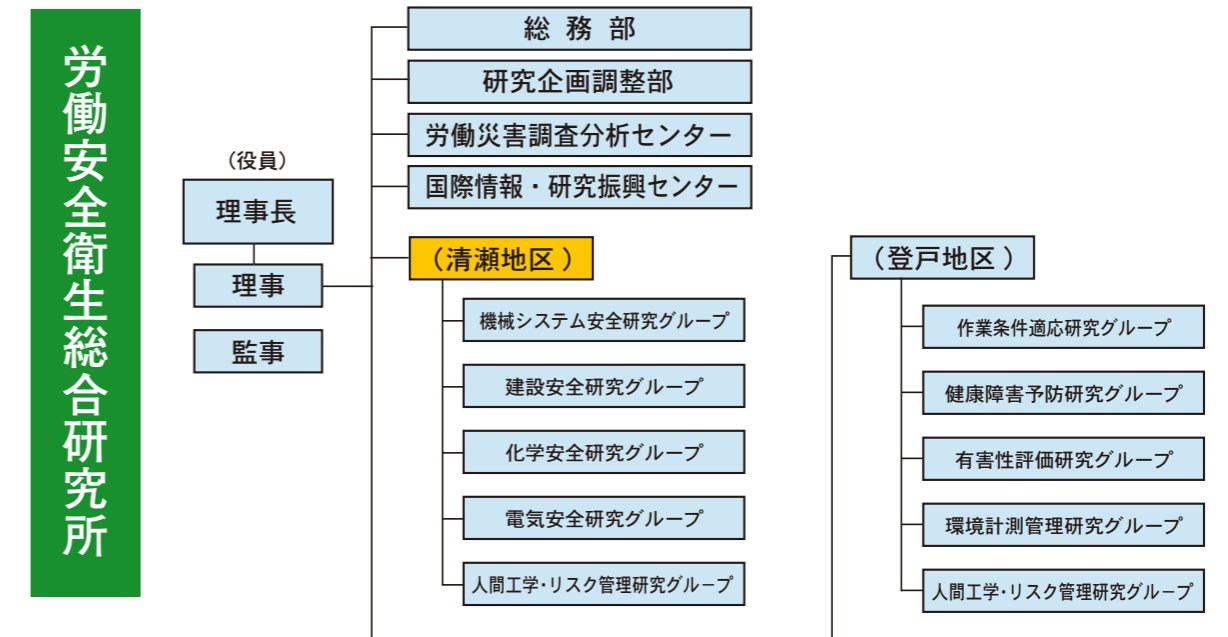 労働安全衛生総合研究所
（役員）
理事長
理事
監事
総務部
研究企画調整部
労働災害調査分析センター
国際情報・研究振興センター
（清瀬地区）
機械システム安全研究グループ
建設安全研究グループ
化学安全研究グループ
電気安全研究グループ
人間工学・リスク管理研究グループ
（登戸地区）
作業条件適応研究グループ
健康障害予防研究グループ
有害性評価研究グループ
環境計測管理研究グループ
人間工学・リスク管理研究グループ